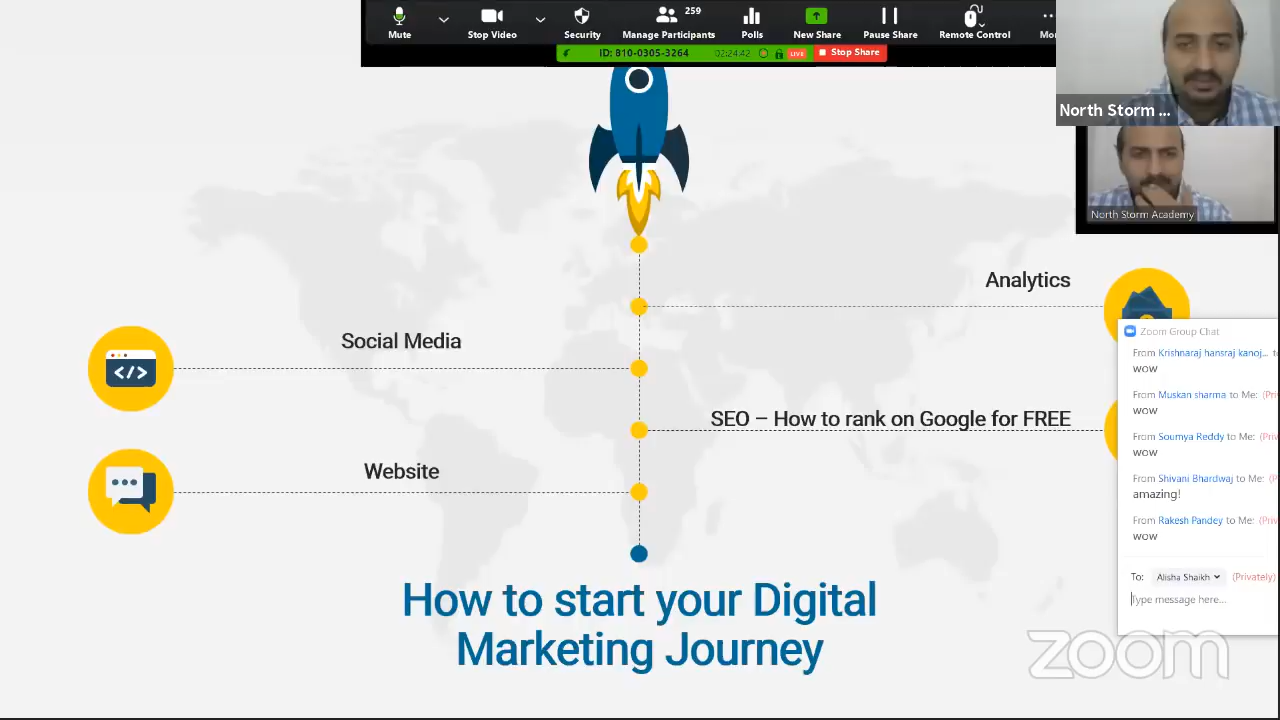 259
Mute
Stop Video
Security
Manage Participants
Polls
New Share
Pause Share
Remote Control
ID: 810-0305-3264
02:24:42
LIVE
Stop Share
North Storm ...
North Storm Academy
Analytics
Social Media
SEO – How to rank on Google for FREE
Website
How to start your Digital
Marketing Journey
Zoom Group Chat
From Krishnaraj hansraj kanoj...
wow
From Muskan sharma to Me:
wow
From Soumya Reddy to Me:
wow
From Shivani Bhardwaj to Me:
amazing!
From Rakesh Pandey to Me:
wow
To: Alisha Shaikh (Privately)
Type message here...
zoom